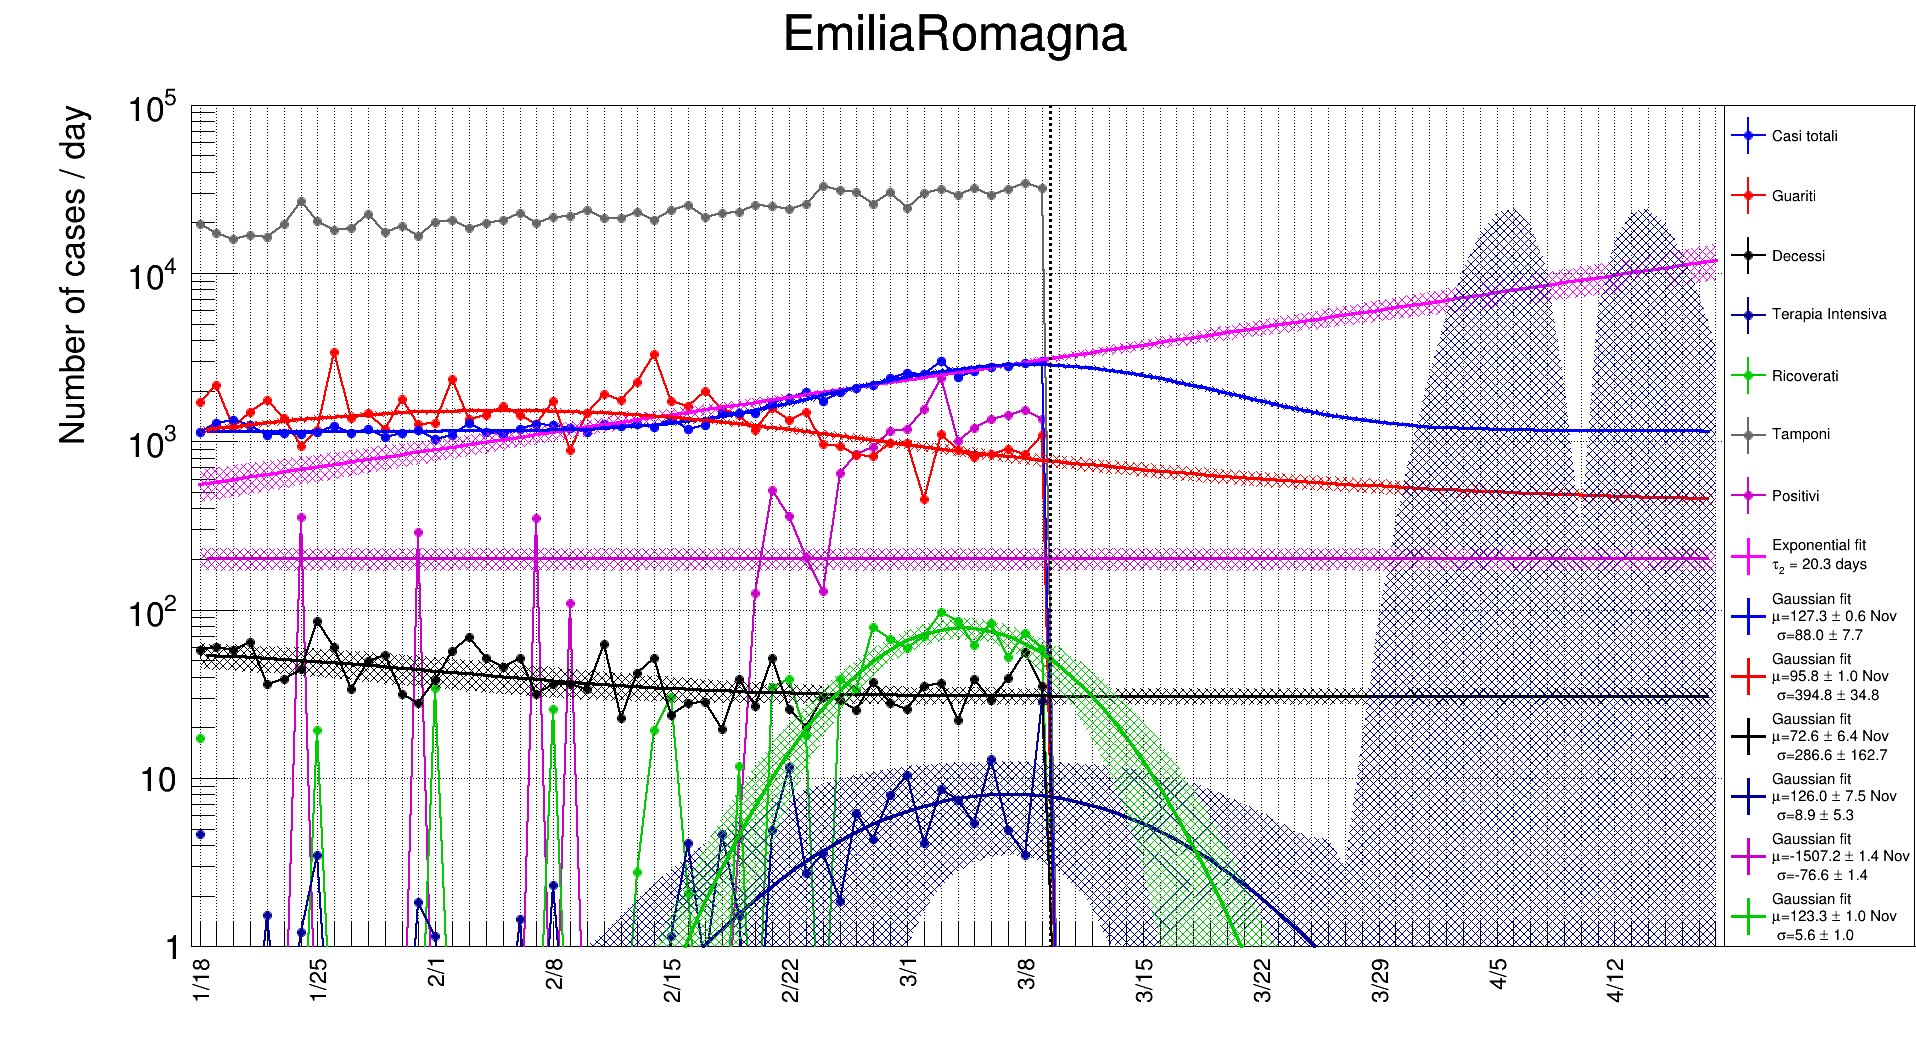 EmiliaRomagna
Number of cases / day
10^5
10^4
10^3
10^2
10
1
1/18
1/25
2/1
2/8
2/15
2/22
3/1
3/8
3/15
3/22
3/29
4/5
4/12
Casi totali
Guariti
Decessi
Terapia Intensiva
Ricoverati
Tamponi
Positivi
Exponential fit
τ₂ = 20.3 days
Gaussian fit
μ=127.3 ± 0.6 Nov
σ=88.0 ± 7.7
Gaussian fit
μ=95.8 ± 1.0 Nov
σ=394.8 ± 34.8
Gaussian fit
μ=72.6 ± 6.4 Nov
σ=286.6 ± 162.7
Gaussian fit
μ=126.0 ± 7.5 Nov
σ=8.9 ± 5.3
Gaussian fit
μ=-1507.2 ± 1.4 Nov
σ=-76.6 ± 1.4
Gaussian fit
μ=123.3 ± 1.0 Nov
σ=5.6 ± 1.0